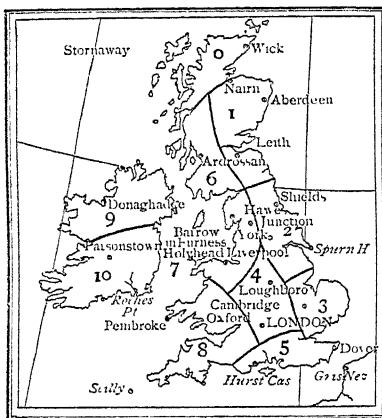 Stornaway
Wick
0
Nairn
1
Aberdeen
Leith
Ardrossan
6
Shields
Donaghadee
9
Hawes
Junction
Barrow
in Furness
York
2
Parsonstown
Holyhead
Liverpool
Spurn H
10
7
4
Loughboro
Roches
Pt
Cambridge
3
Pembroke
Oxford
LONDON
8
5
Dover
Hurst Cas
Gris Nez
Scilly